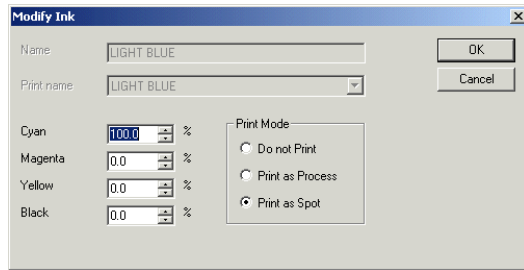 Modify Ink
Name LIGHT BLUE
OK
Print name LIGHT BLUE
Cancel
Cyan 100.0 %
Magenta 0.0 %
Yellow 0.0 %
Black 0.0 %
Print Mode
Do not Print
Print as Process
Print as Spot